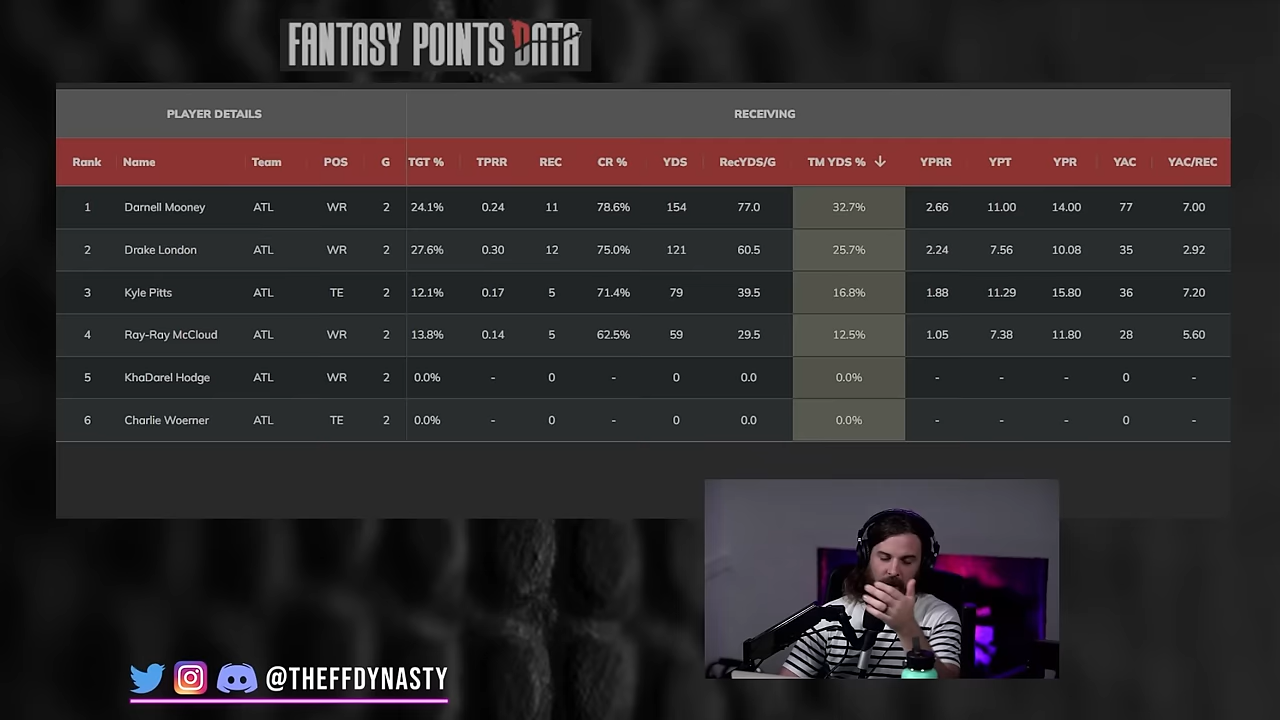 FANTASY POINTS DATA
PLAYER DETAILS RECEIVING
Rank Name Team POS G TGT % TPRR REC CR % YDS RecYDS/G TM YDS % YPRR YPT YPR YAC YAC/REC
1 Darnell Mooney ATL WR 2 24.1% 0.24 11 78.6% 154 77.0 32.7% 2.66 11.00 14.00 77 7.00
2 Drake London ATL WR 2 27.6% 0.30 12 75.0% 121 60.5 25.7% 2.24 7.56 10.08 35 2.92
3 Kyle Pitts ATL TE 2 12.1% 0.17 5 71.4% 79 39.5 16.8% 1.88 11.29 15.80 36 7.20
4 Ray-Ray McCloud ATL WR 2 13.8% 0.14 5 62.5% 59 29.5 12.5% 1.05 7.38 11.80 28 5.60
5 KhaDarel Hodge ATL WR 2 0.0% - 0 - 0 0.0 0.0% - - - 0 -
6 Charlie Woerner ATL TE 2 0.0% - 0 - 0 0.0 0.0% - - - 0 -
@THEFFDYNASTY